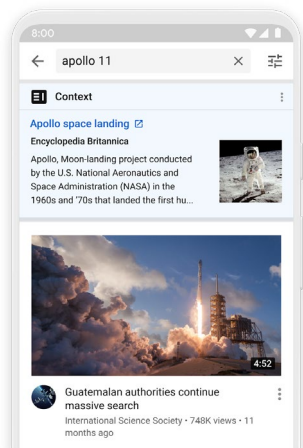 8:00
apollo 11
Context
Apollo space landing
Encyclopedia Britannica
Apollo, Moon-landing project conducted
by the U.S. National Aeronautics and
Space Administration (NASA) in the
1960s and '70s that landed the first hu...
4:52
Guatemalan authorities continue
massive search
International Science Society • 748K views • 11
months ago